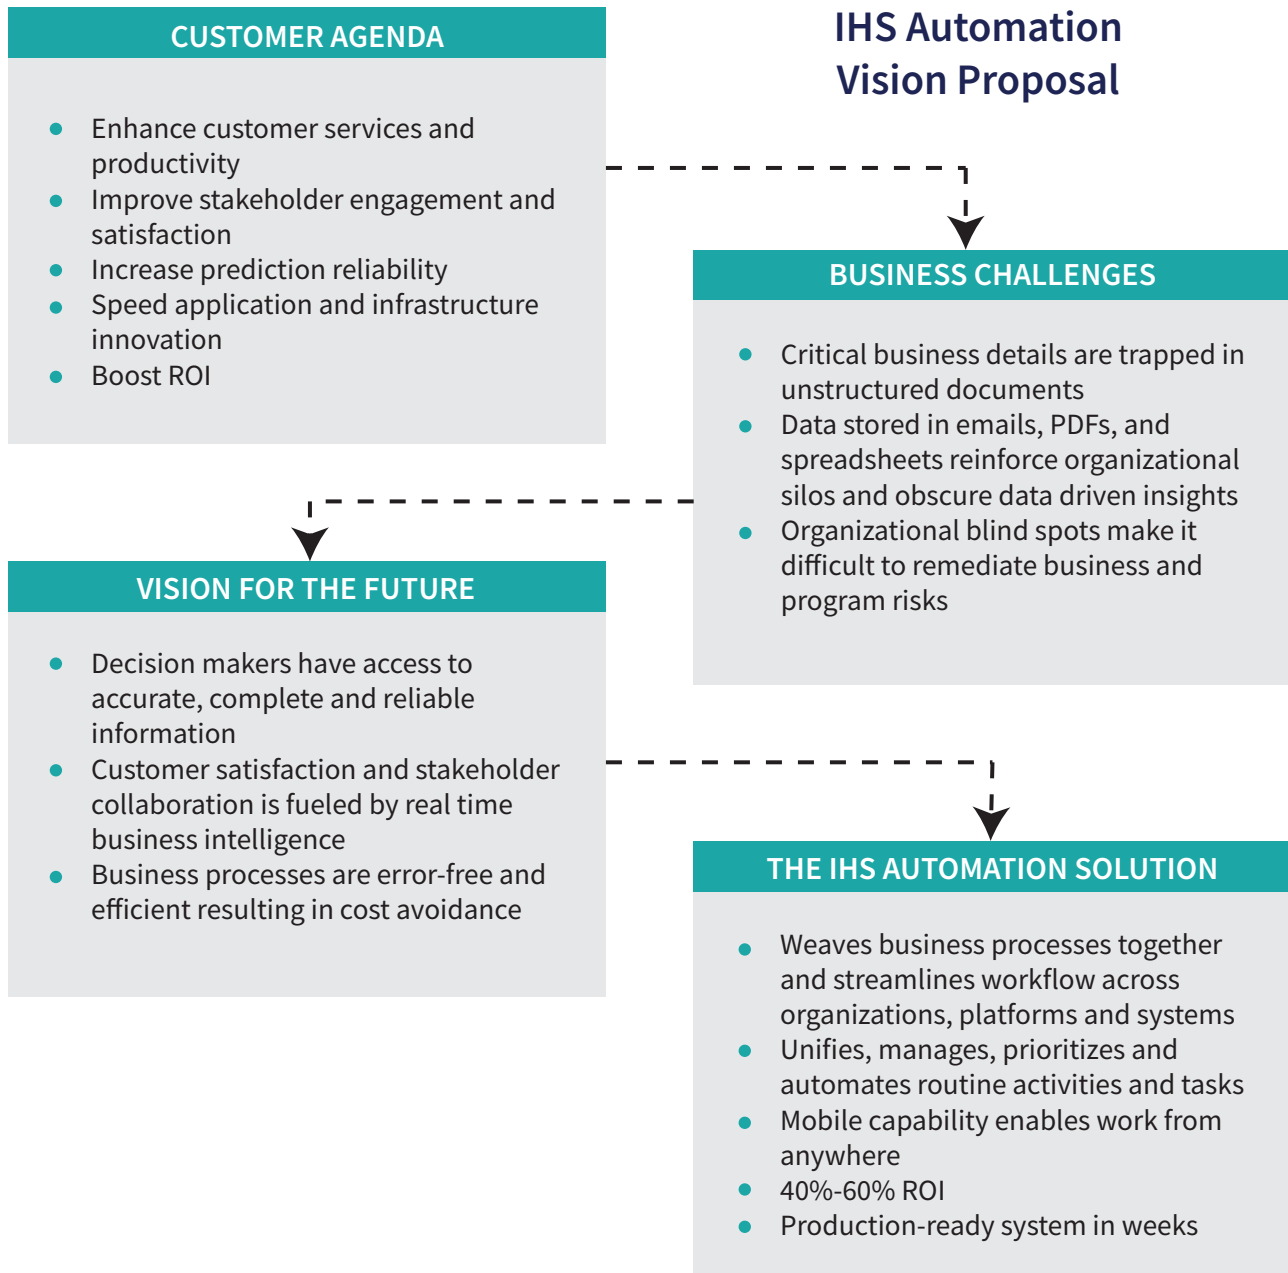 IHS Automation
Vision Proposal
CUSTOMER AGENDA
Enhance customer services and
productivity
Improve stakeholder engagement and
satisfaction
Increase prediction reliability
Speed application and infrastructure
innovation
Boost ROI
BUSINESS CHALLENGES
Critical business details are trapped in
unstructured documents
Data stored in emails, PDFs, and
spreadsheets reinforce organizational
silos and obscure data driven insights
Organizational blind spots make it
difficult to remediate business and
program risks
VISION FOR THE FUTURE
Decision makers have access to
accurate, complete and reliable
information
Customer satisfaction and stakeholder
collaboration is fueled by real time
business intelligence
Business processes are error-free and
efficient resulting in cost avoidance
THE IHS AUTOMATION SOLUTION
Weaves business processes together
and streamlines workflow across
organizations, platforms and systems
Unifies, manages, prioritizes and
automates routine activities and tasks
Mobile capability enables work from
anywhere
40%-60% ROI
Production-ready system in weeks